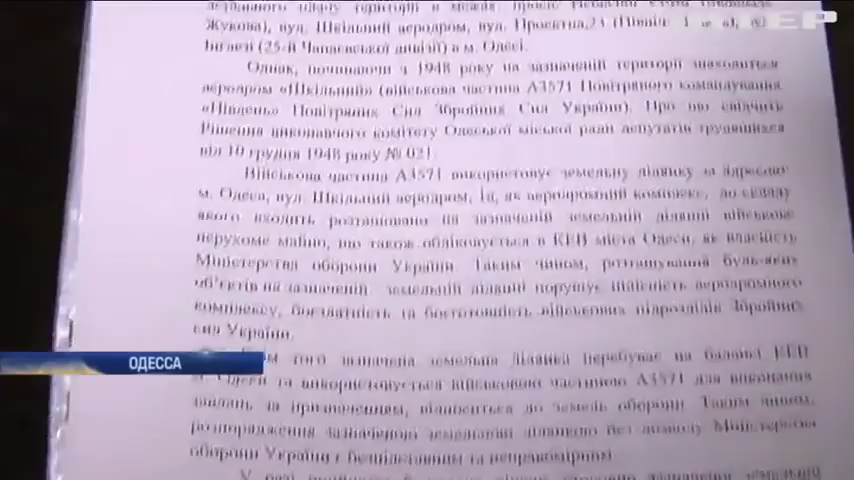 детального плану території в межах:
Жукова), вул. Шкільний аеродром, вул. Проєктна,
(25-й Чапаєвської дивізії) в м. Одесі.
Однак, починаючи з 1948 року на зазначеній території знаходиться
аеродром «Шкільний» (військова частина А3571 Повітряного командування
«Південь» Повітряних Сил Збройних Сил України). Про що свідчить
Рішення виконавчого комітету Одеської міської ради депутатів трудящихся
від 10 грудня 1948 року № 621.
Військова частина А3571 використовує земельну ділянку за адресою:
м. Одеса, вул. Шкільний аеродром, 1а, як аеродромний комплекс, до складу
якого входить розташоване на зазначеній земельній ділянці військове
нерухоме майно, що також обліковується в КЕВ міста Одеси, як власність
Міністерства оборони України. Таким чином, розташування будь-яких
об'єктів на зазначеній земельній ділянці порушує цілісність аеродромного
комплексу, боєздатність та боєготовність військових підрозділів Збройних
сил України.
ОДЕССА
того зазначена земельна ділянка перебуває на балансі КЕВ
м. Одеси та використовується військовою частиною А3571 для виконання
завдань за призначенням, відноситься до земель оборони. Таким чином,
розпорядження зазначеною земельною ділянкою без дозволу Міністерства
оборони України є безпідставним та неправомірним.
У разі